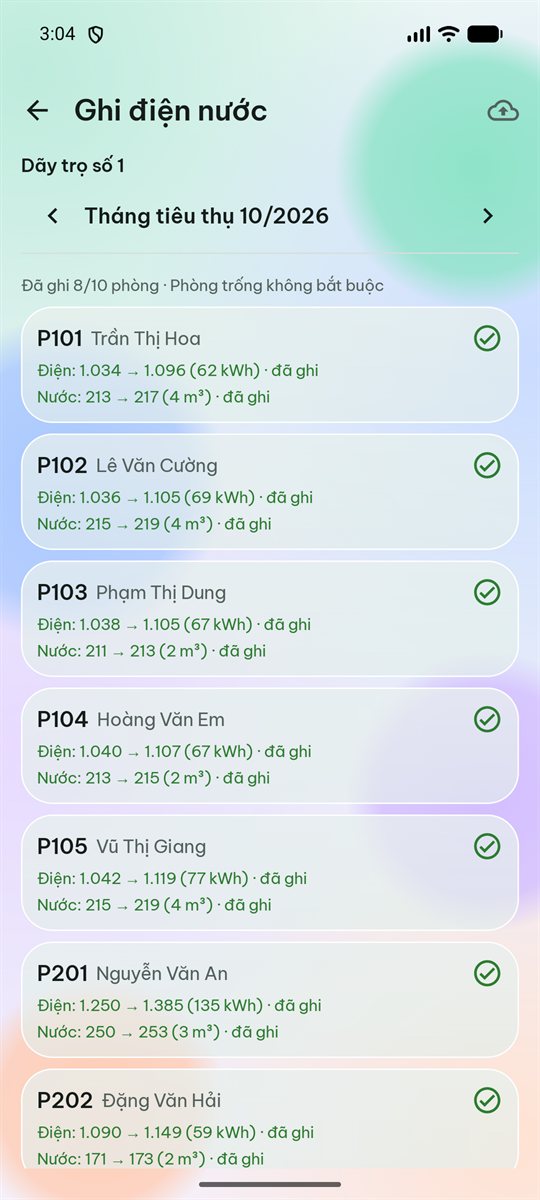 3:04
Ghi điện nước
Dãy trọ số 1
Tháng tiêu thụ 10/2026
Đã ghi 8/10 phòng · Phòng trống không bắt buộc
P101 Trần Thị Hoa
Điện: 1.034 → 1.096 (62 kWh) · đã ghi
Nước: 213 → 217 (4 m³) · đã ghi
P102 Lê Văn Cường
Điện: 1.036 → 1.105 (69 kWh) · đã ghi
Nước: 215 → 219 (4 m³) · đã ghi
P103 Phạm Thị Dung
Điện: 1.038 → 1.105 (67 kWh) · đã ghi
Nước: 211 → 213 (2 m³) · đã ghi
P104 Hoàng Văn Em
Điện: 1.040 → 1.107 (67 kWh) · đã ghi
Nước: 213 → 215 (2 m³) · đã ghi
P105 Vũ Thị Giang
Điện: 1.042 → 1.119 (77 kWh) · đã ghi
Nước: 215 → 219 (4 m³) · đã ghi
P201 Nguyễn Văn An
Điện: 1.250 → 1.385 (135 kWh) · đã ghi
Nước: 250 → 253 (3 m³) · đã ghi
P202 Đặng Văn Hải
Điện: 1.090 → 1.149 (59 kWh) · đã ghi
Nước: 171 → 173 (2 m³) · đã ghi